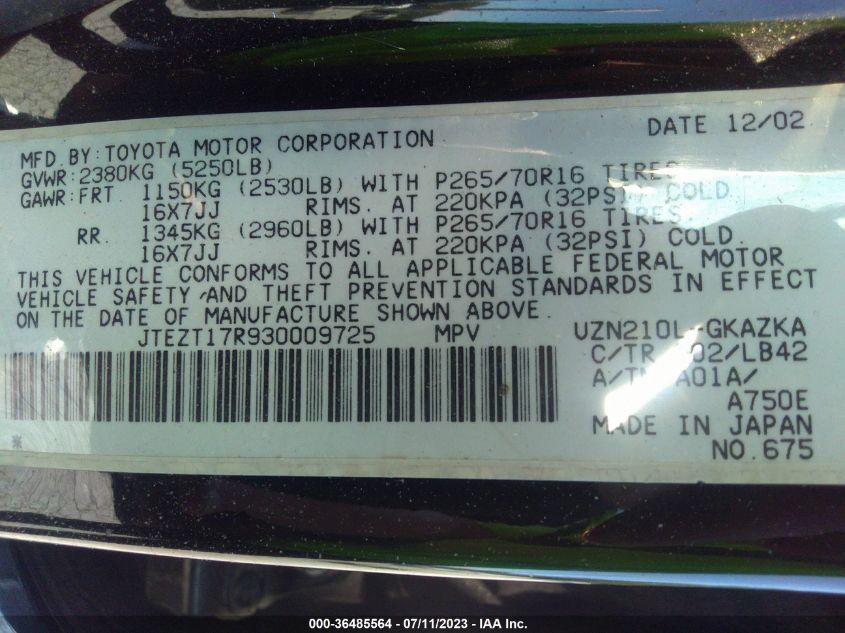 MFD. BY: TOYOTA MOTOR CORPORATION DATE 12/02
GVWR: 2380KG (5250LB)
GAWR: FRT. 1150KG (2530LB) WITH P265/70R16 TIRES
16X7JJ RIMS. AT 220KPA (32PSI) COLD
RR. 1345KG (2960LB) WITH P265/70R16 TIRES
16X7JJ RIMS. AT 220KPA (32PSI) COLD.
THIS VEHICLE CONFORMS TO ALL APPLICABLE FEDERAL MOTOR
VEHICLE SAFETY AND THEFT PREVENTION STANDARDS IN EFFECT
ON THE DATE OF MANUFACTURE SHOWN ABOVE.
JTEZT17R930009725 MPV UZN210L-GKAZKA
C/TR 02/LB42
A/TM A01A/
A750E
MADE IN JAPAN
* NO.675
000-36485564 - 07/11/2023 - IAA Inc.